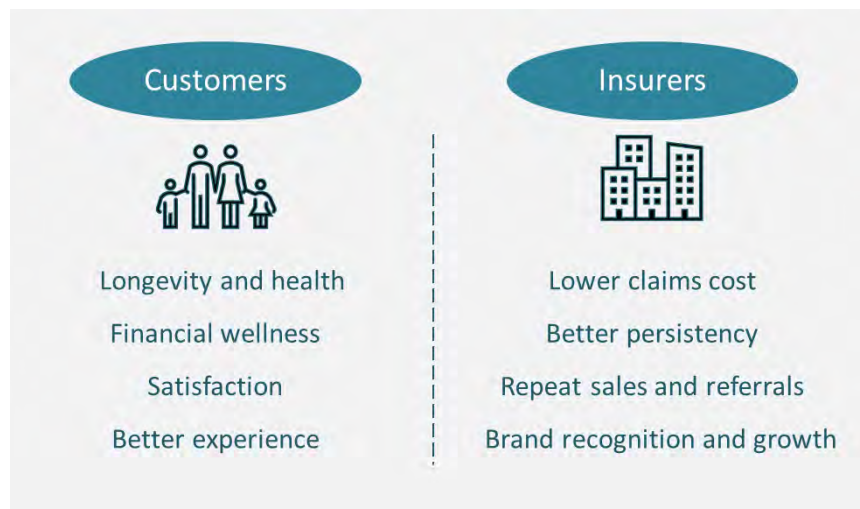 Customers
Longevity and health
Financial wellness
Satisfaction
Better experience
Insurers
Lower claims cost
Better persistency
Repeat sales and referrals
Brand recognition and growth